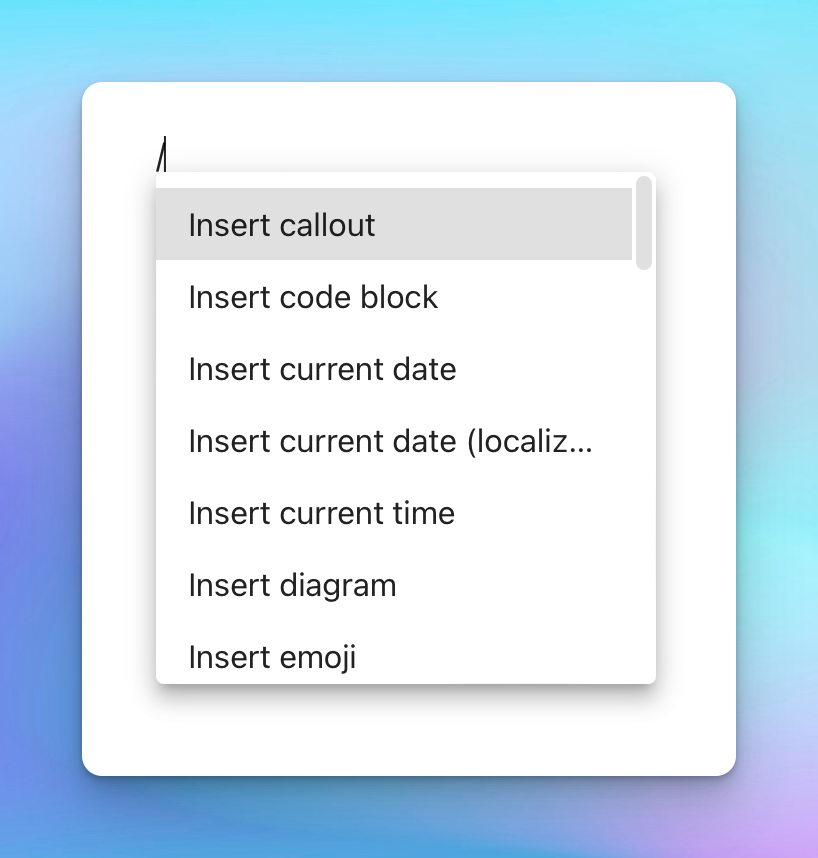 /
Insert callout
Insert code block
Insert current date
Insert current date (localiz...
Insert current time
Insert diagram
Insert emoji